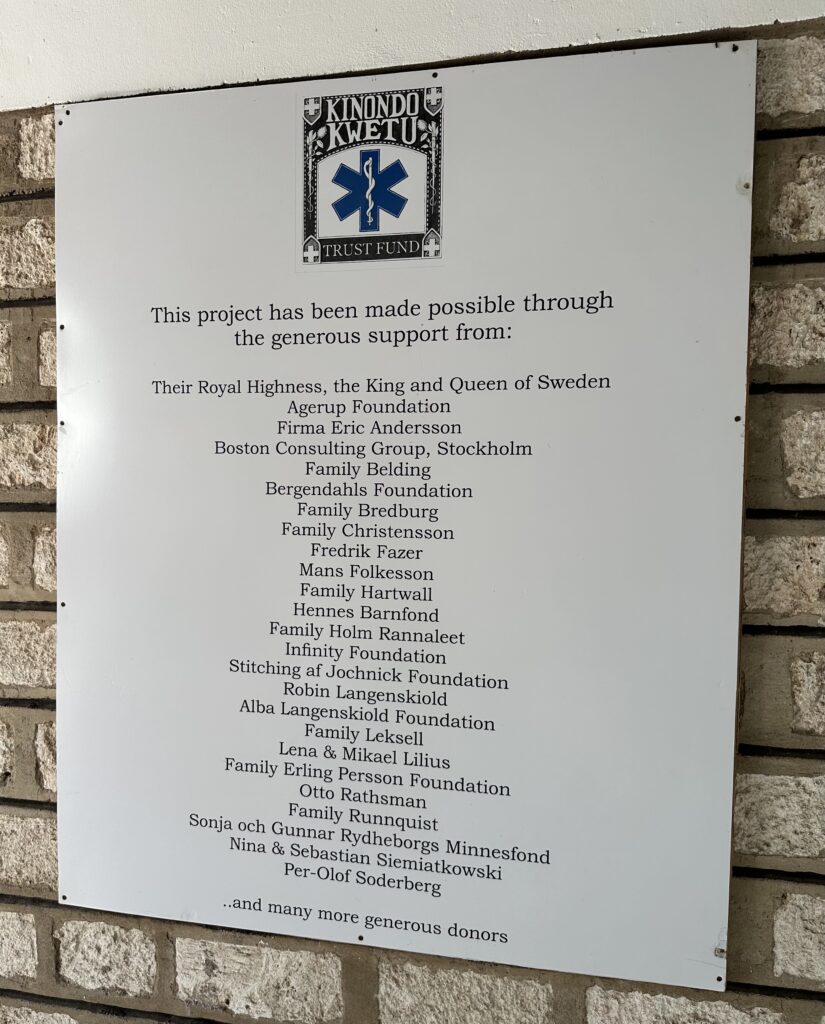 KINONDO
KWETU
TRUST FUND
This project has been made possible through
the generous support from:
Their Royal Highness, the King and Queen of Sweden
Agerup Foundation
Firma Eric Andersson
Boston Consulting Group, Stockholm
Family Belding
Bergendahls Foundation
Family Bredburg
Family Christensson
Fredrik Fazer
Mans Folkesson
Family Hartwall
Hennes Barnfond
Family Holm Rannaleet
Infinity Foundation
Stitching af Jochnick Foundation
Robin Langenskiold
Alba Langenskiold Foundation
Family Leksell
Lena & Mikael Lilius
Family Erling Persson Foundation
Otto Rathsman
Family Runnquist
Sonja och Gunnar Rydheborgs Minnesfond
Nina & Sebastian Siemiatkowski
Per-Olof Soderberg
..and many more generous donors